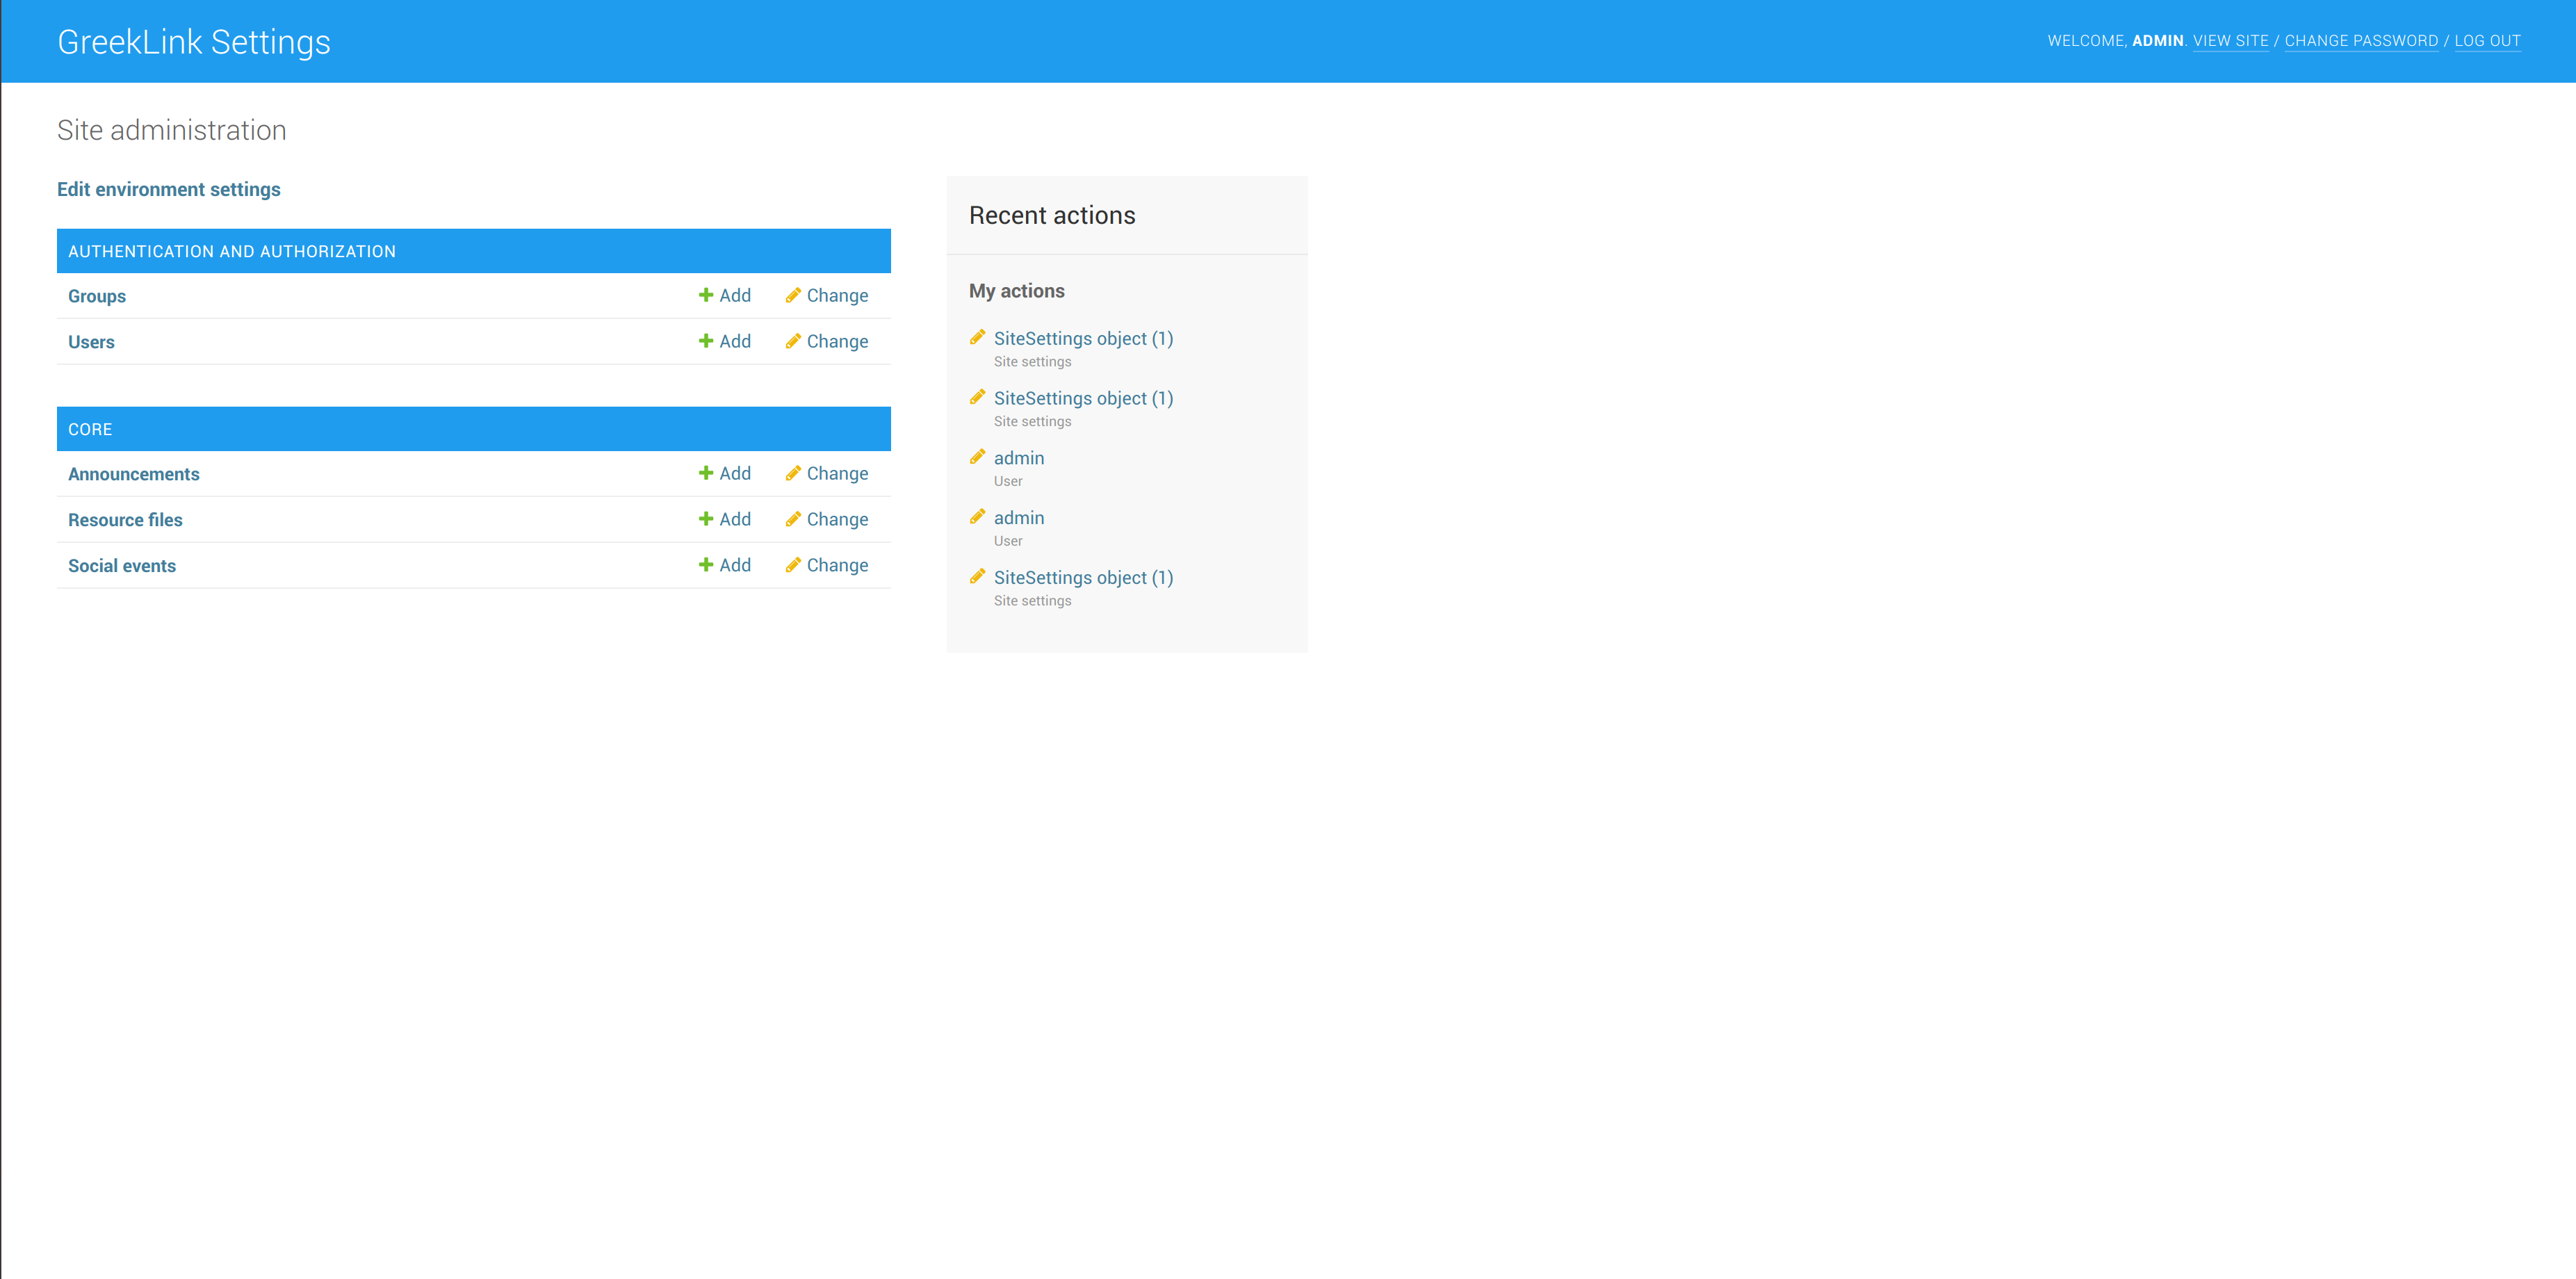 GreekLink Settings
WELCOME, ADMIN. VIEW SITE / CHANGE PASSWORD / LOG OUT
Site administration
Edit environment settings
AUTHENTICATION AND AUTHORIZATION
Groups Add Change
Users Add Change
CORE
Announcements Add Change
Resource files Add Change
Social events Add Change
Recent actions
My actions
SiteSettings object (1)
Site settings
SiteSettings object (1)
Site settings
admin
User
admin
User
SiteSettings object (1)
Site settings